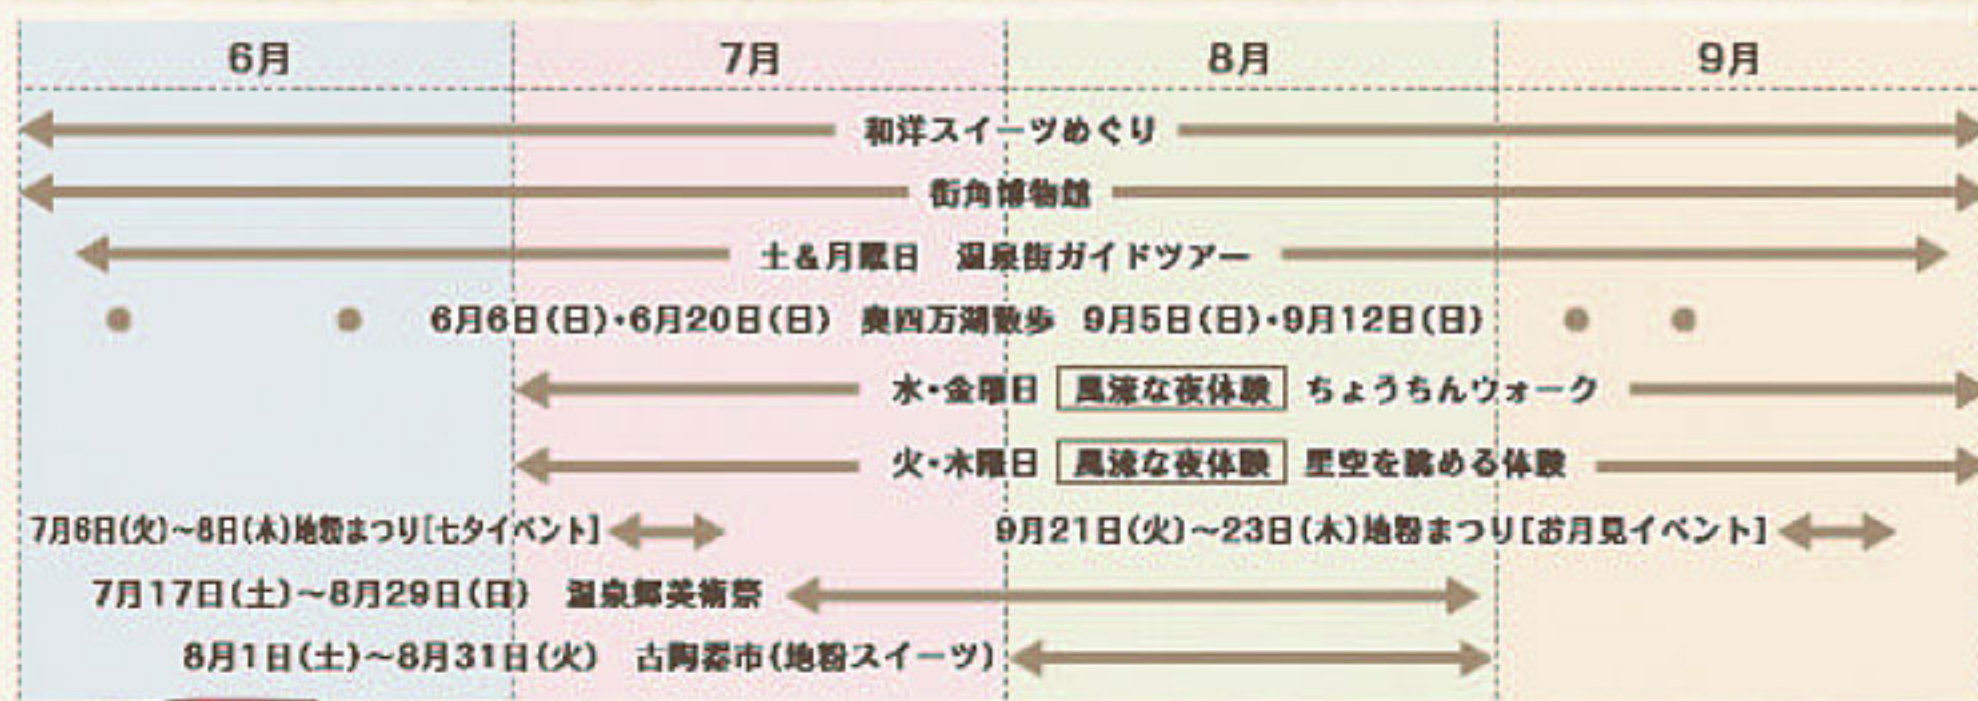 6月 7月 8月 9月
和洋スイーツめぐり
街角博物館
土&月曜日 温泉街ガイドツアー
6月6日(日)・6月20日(日) 奥四万湖散歩 9月5日(日)・9月12日(日)
水・金曜日 風流な夜体験 ちょうちんウォーク
火・木曜日 風流な夜体験 星空を眺める体験
7月6日(火)～8日(木)地粉まつり[七夕イベント] 9月21日(火)～23日(木)地粉まつり[お月見イベント]
7月17日(土)～8月29日(日) 温泉郷美術祭
8月1日(土)～8月31日(火) 古陶器市(地粉スイーツ)